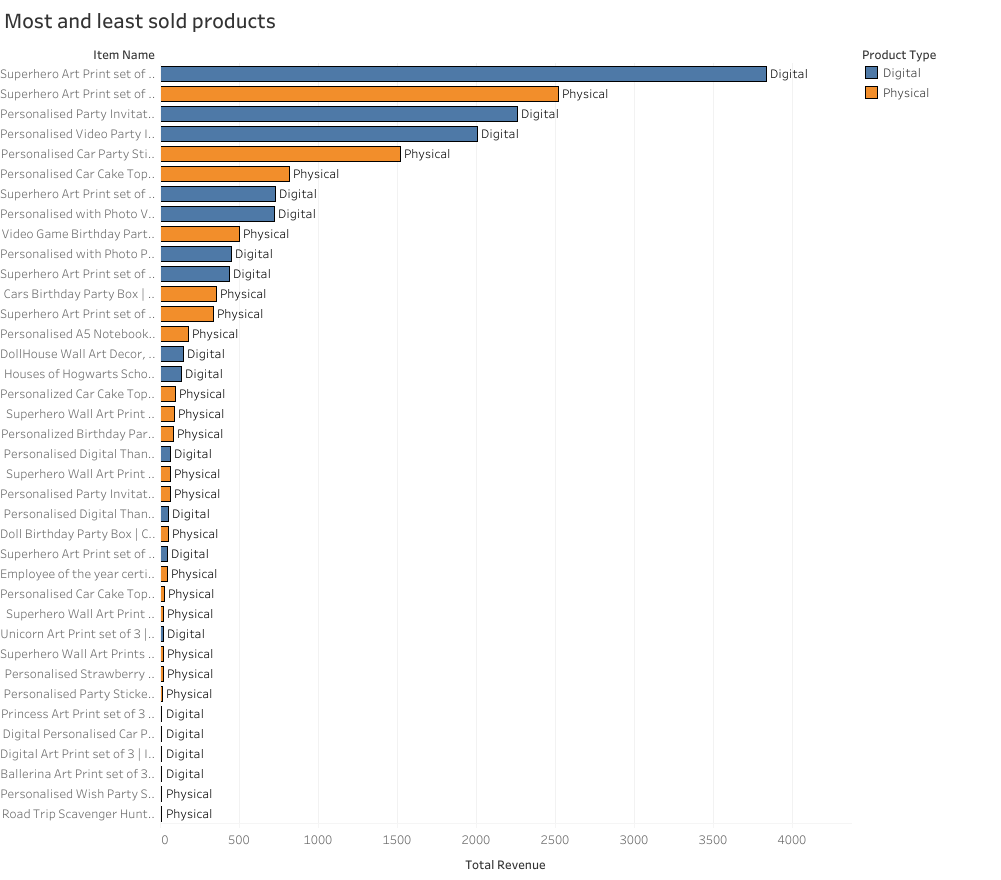 Most and least sold products
Item Name
Product Type
Superhero Art Print set of .. Digital
Digital
Superhero Art Print set of .. Physical
Physical
Personalised Party Invitat.. Digital
Personalised Video Party I.. Digital
Personalised Car Party Sti.. Physical
Personalised Car Cake Top.. Physical
Superhero Art Print set of .. Digital
Personalised with Photo V.. Digital
Video Game Birthday Part.. Physical
Personalised with Photo P.. Digital
Superhero Art Print set of .. Digital
Cars Birthday Party Box | .. Physical
Superhero Art Print set of .. Physical
Personalised A5 Notebook.. Physical
DollHouse Wall Art Decor, .. Digital
Houses of Hogwarts Scho.. Digital
Personalized Car Cake Top.. Physical
Superhero Wall Art Print .. Physical
Personalized Birthday Par.. Physical
Personalised Digital Than.. Digital
Superhero Wall Art Print .. Physical
Personalised Party Invitat.. Physical
Personalised Digital Than.. Digital
Doll Birthday Party Box | C.. Physical
Superhero Art Print set of .. Digital
Employee of the year certi.. Physical
Personalised Car Cake Top.. Physical
Superhero Wall Art Print .. Physical
Unicorn Art Print set of 3 |.. Digital
Superhero Wall Art Prints .. Physical
Personalised Strawberry .. Physical
Personalised Party Sticke.. Physical
Princess Art Print set of 3 .. Digital
Digital Personalised Car P.. Digital
Digital Art Print set of 3 | I.. Digital
Ballerina Art Print set of 3.. Digital
Personalised Wish Party S.. Physical
Road Trip Scavenger Hunt.. Physical
0 500 1000 1500 2000 2500 3000 3500 4000
Total Revenue